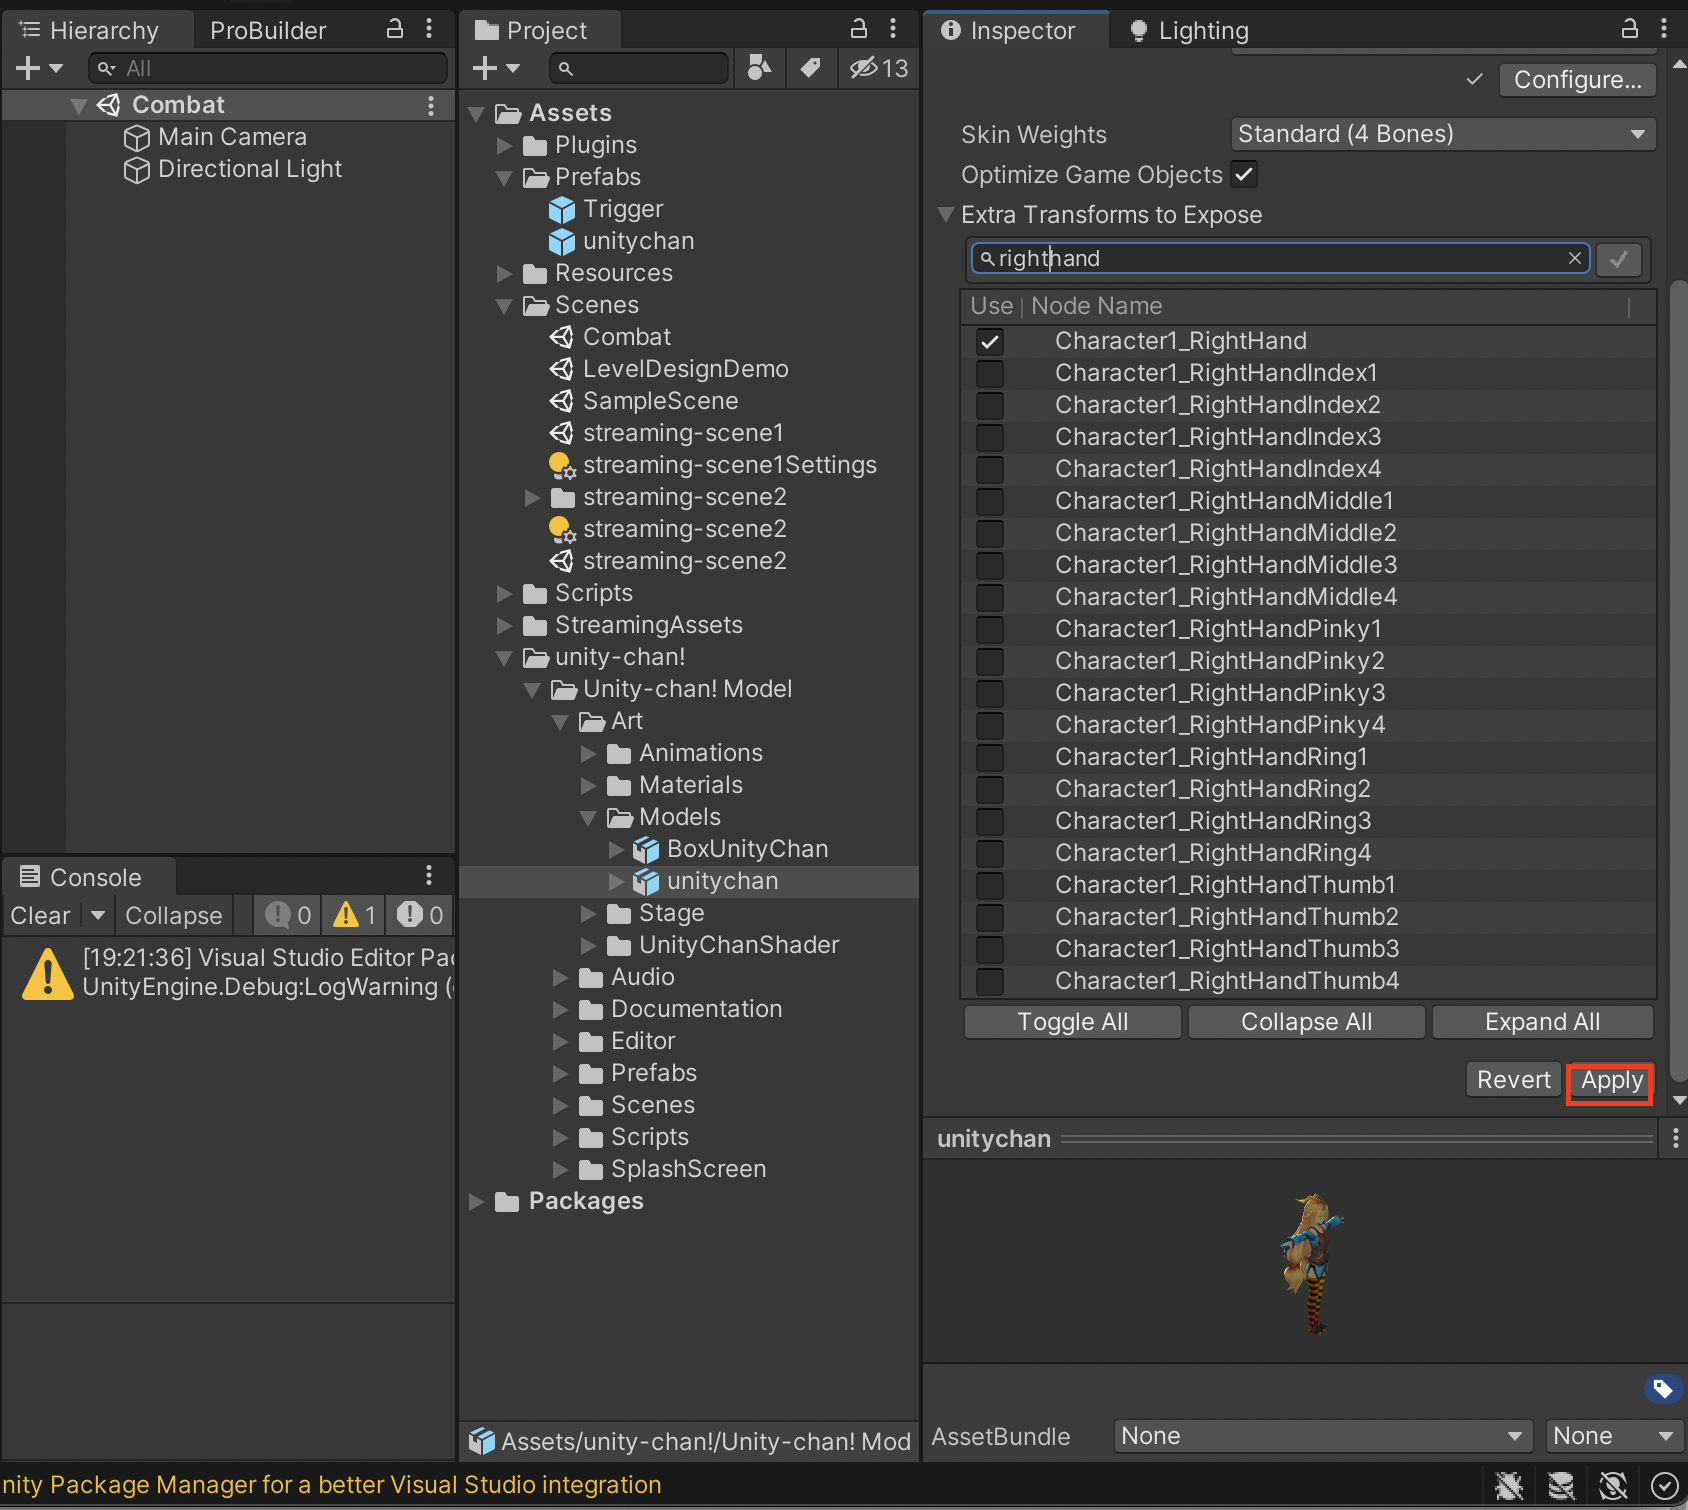 Hierarchy
ProBuilder
All
Combat
Main Camera
Directional Light
Console
Clear
Collapse
0
1
0
[19:21:36] Visual Studio Editor Pac
UnityEngine.Debug:LogWarning (
Project
13
Assets
Plugins
Prefabs
Trigger
unitychan
Resources
Scenes
Combat
LevelDesignDemo
SampleScene
streaming-scene1
streaming-scene1Settings
streaming-scene2
streaming-scene2
streaming-scene2
Scripts
StreamingAssets
unity-chan!
Unity-chan! Model
Art
Animations
Materials
Models
BoxUnityChan
unitychan
Stage
UnityChanShader
Audio
Documentation
Editor
Prefabs
Scenes
Scripts
SplashScreen
Packages
Assets/unity-chan!/Unity-chan! Mod
Inspector
Lighting
Configure...
Skin Weights
Standard (4 Bones)
Optimize Game Objects
Extra Transforms to Expose
righthand
Use
Node Name
Character1_RightHand
Character1_RightHandIndex1
Character1_RightHandIndex2
Character1_RightHandIndex3
Character1_RightHandIndex4
Character1_RightHandMiddle1
Character1_RightHandMiddle2
Character1_RightHandMiddle3
Character1_RightHandMiddle4
Character1_RightHandPinky1
Character1_RightHandPinky2
Character1_RightHandPinky3
Character1_RightHandPinky4
Character1_RightHandRing1
Character1_RightHandRing2
Character1_RightHandRing3
Character1_RightHandRing4
Character1_RightHandThumb1
Character1_RightHandThumb2
Character1_RightHandThumb3
Character1_RightHandThumb4
Toggle All
Collapse All
Expand All
Revert
Apply
unitychan
AssetBundle
None
None
nity Package Manager for a better Visual Studio integration